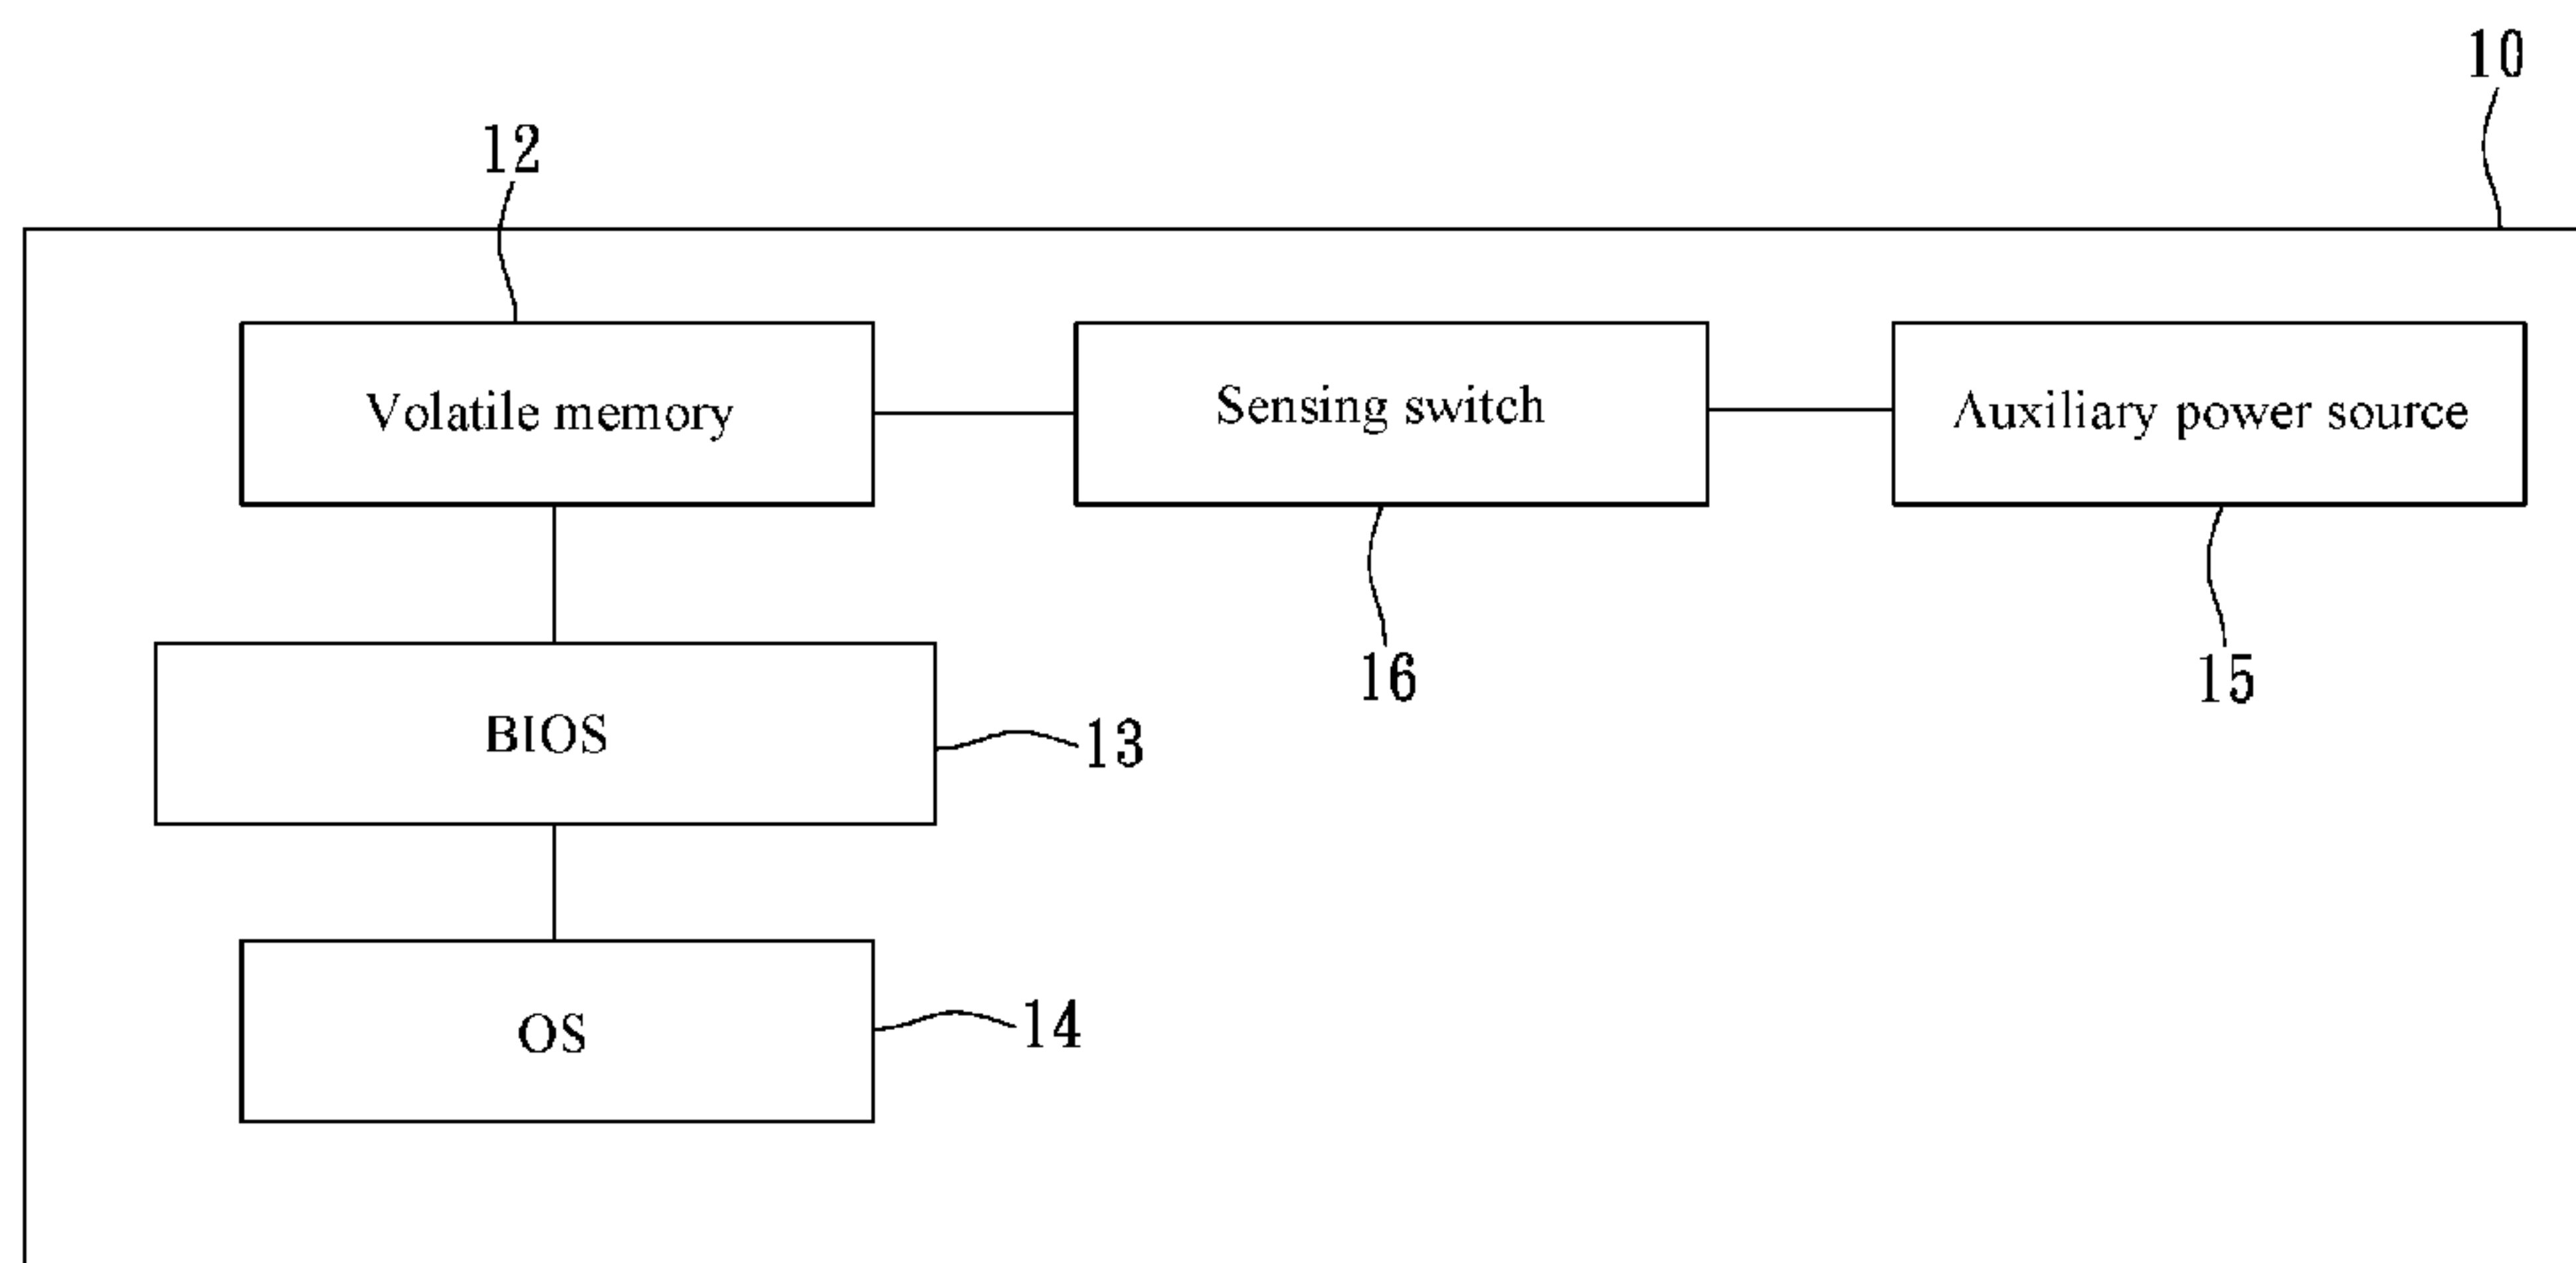 10
12
Volatile memory
Sensing switch
Auxiliary power source
16
15
BIOS
13
OS
14